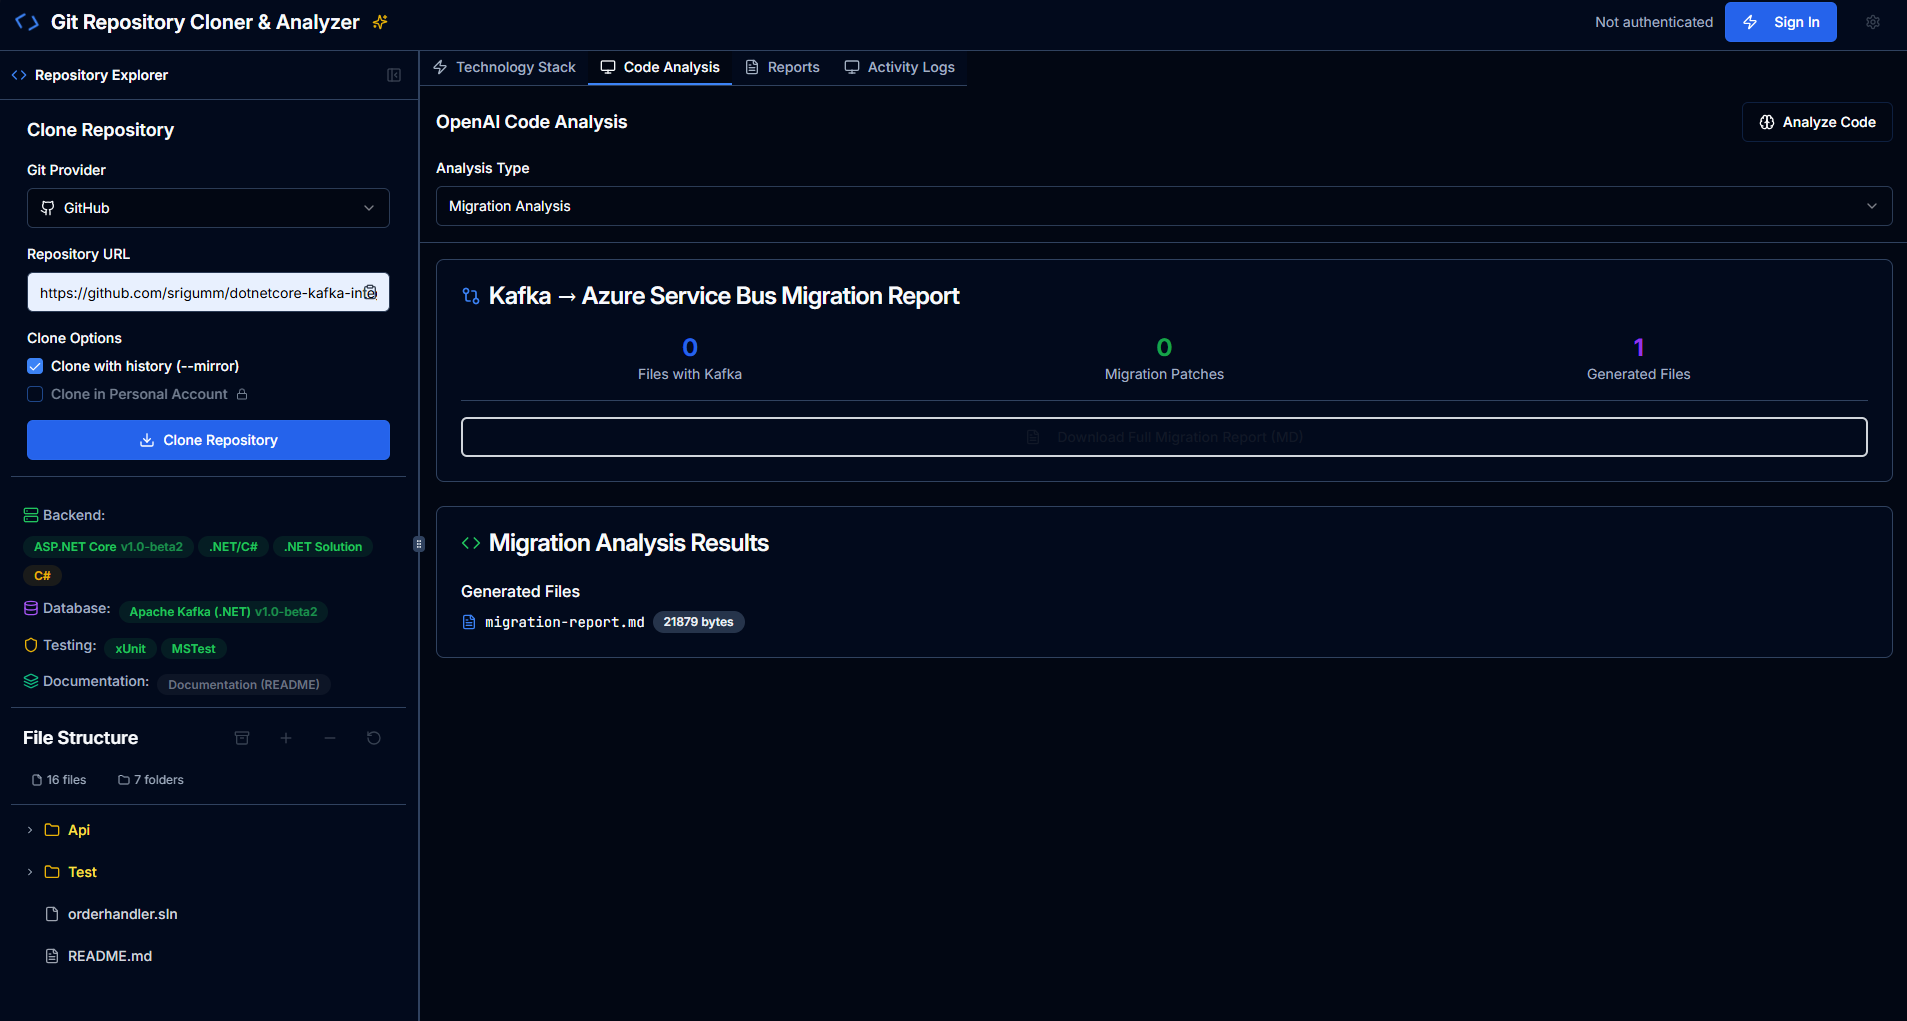 Git Repository Cloner & Analyzer
Not authenticated
Sign In
Repository Explorer
Technology Stack
Code Analysis
Reports
Activity Logs
Clone Repository
Git Provider
GitHub
Repository URL
https://github.com/srigumm/dotnetcore-kafka-inte
Clone Options
Clone with history (--mirror)
Clone in Personal Account
Clone Repository
Backend:
ASP.NET Core v1.0-beta2
.NET/C#
.NET Solution
C#
Database:
Apache Kafka (.NET) v1.0-beta2
Testing:
xUnit
MSTest
Documentation:
Documentation (README)
File Structure
16 files
7 folders
Api
Test
orderhandler.sln
README.md
OpenAI Code Analysis
Analyze Code
Analysis Type
Migration Analysis
Kafka → Azure Service Bus Migration Report
0
Files with Kafka
0
Migration Patches
1
Generated Files
Download Full Migration Report (MD)
Migration Analysis Results
Generated Files
migration-report.md
21879 bytes